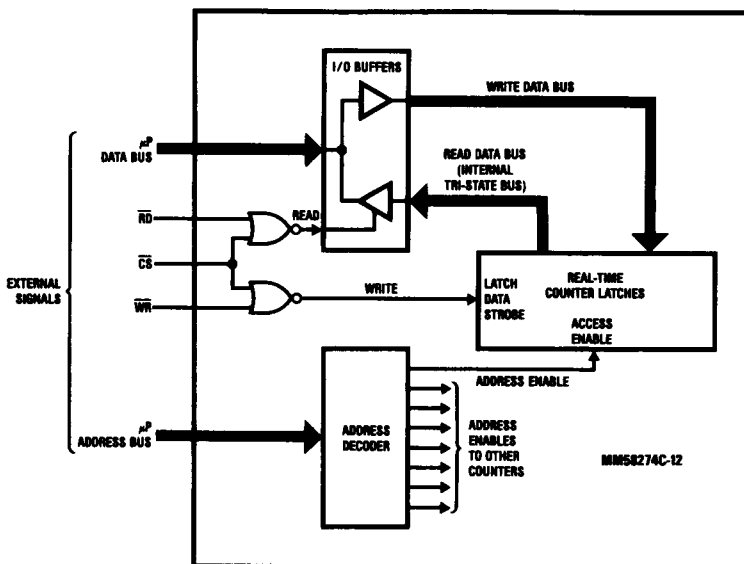 I/O BUFFERS
WRITE DATA BUS
μP
DATA BUS
READ DATA BUS
(INTERNAL
TRI-STATE BUS)
RD
READ
CS
EXTERNAL
SIGNALS
WR
WRITE
LATCH
DATA
STROBE
REAL-TIME
COUNTER LATCHES
ACCESS
ENABLE
ADDRESS ENABLE
μP
ADDRESS BUS
ADDRESS
DECODER
ADDRESS
ENABLES
TO OTHER
COUNTERS
MM58274C-12